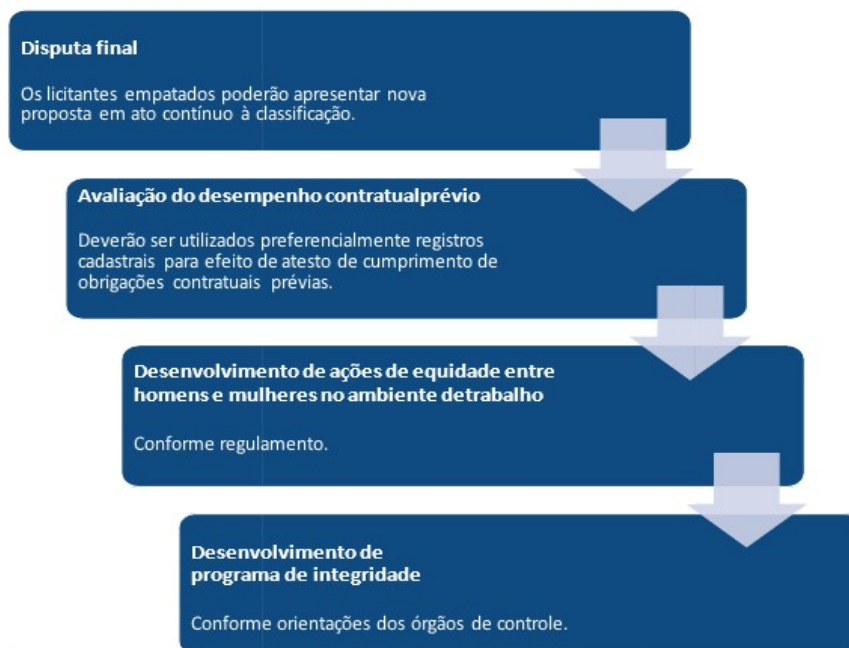 Disputa final
Os licitantes empatados poderão apresentar nova
proposta em ato contínuo à classificação.
Avaliação do desempenho contratualprévio
Deverão ser utilizados preferencialmente registros
cadastrais para efeito de atesto de cumprimento de
obrigações contratuais prévias.
Desenvolvimento de ações de equidade entre
homens e mulheres no ambiente detrabalho
Conforme regulamento.
Desenvolvimento de
programa de integridade
Conforme orientações dos órgãos de controle.